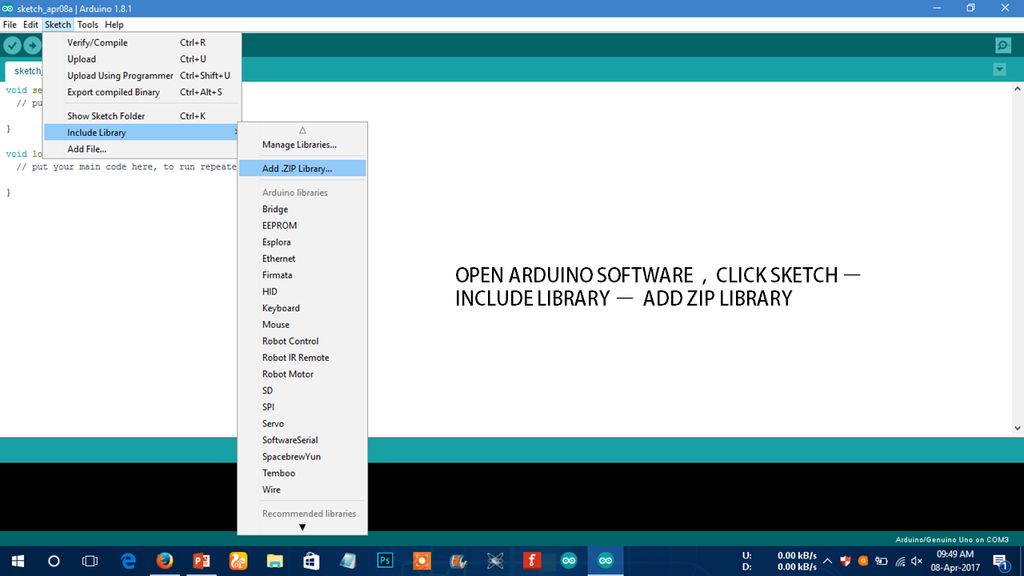 sketch_apr08a | Arduino 1.8.1
File Edit Sketch Tools Help
Verify/Compile Ctrl+R
Upload Ctrl+U
Upload Using Programmer Ctrl+Shift+U
Export compiled Binary Ctrl+Alt+S
Show Sketch Folder Ctrl+K
Include Library
Add File...
sketch_
void se
// pu
}
void lo
// put your main code here, to run repeate
}
Manage Libraries...
Add .ZIP Library...
Arduino libraries
Bridge
EEPROM
Esplora
Ethernet
Firmata
HID
Keyboard
Mouse
Robot Control
Robot IR Remote
Robot Motor
SD
SPI
Servo
SoftwareSerial
SpacebrewYun
Temboo
Wire
Recommended libraries
OPEN ARDUINO SOFTWARE , CLICK SKETCH —
INCLUDE LIBRARY — ADD ZIP LIBRARY
Arduino/Genuino Uno on COM3
Ps
U: 0.00 kB/s
D: 0.00 kB/s
09:49 AM
08-Apr-2017
1